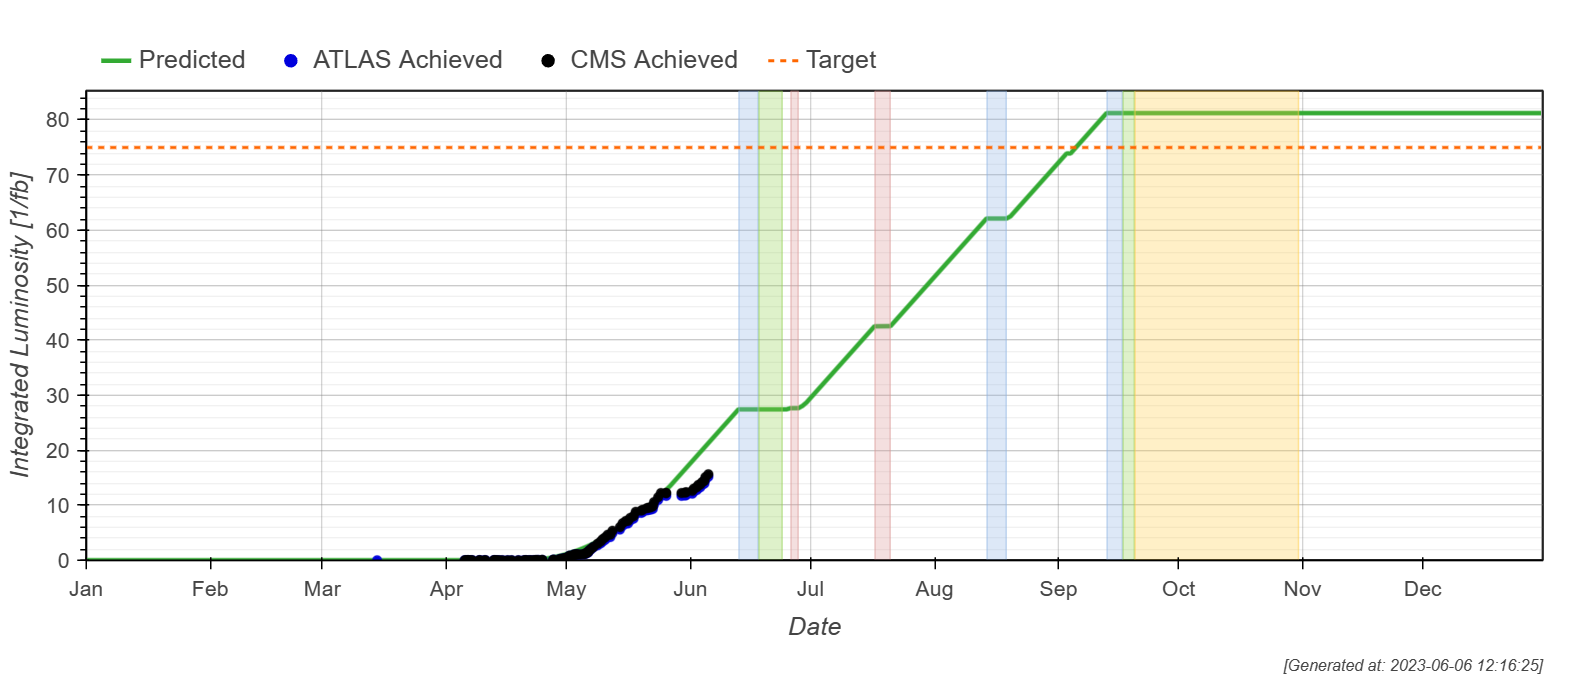 Predicted ATLAS Achieved CMS Achieved Target
Integrated Luminosity [1/fb]
80
70
60
50
40
30
20
10
0
Jan Feb Mar Apr May Jun Jul Aug Sep Oct Nov Dec
Date
[Generated at: 2023-06-06 12:16:25]